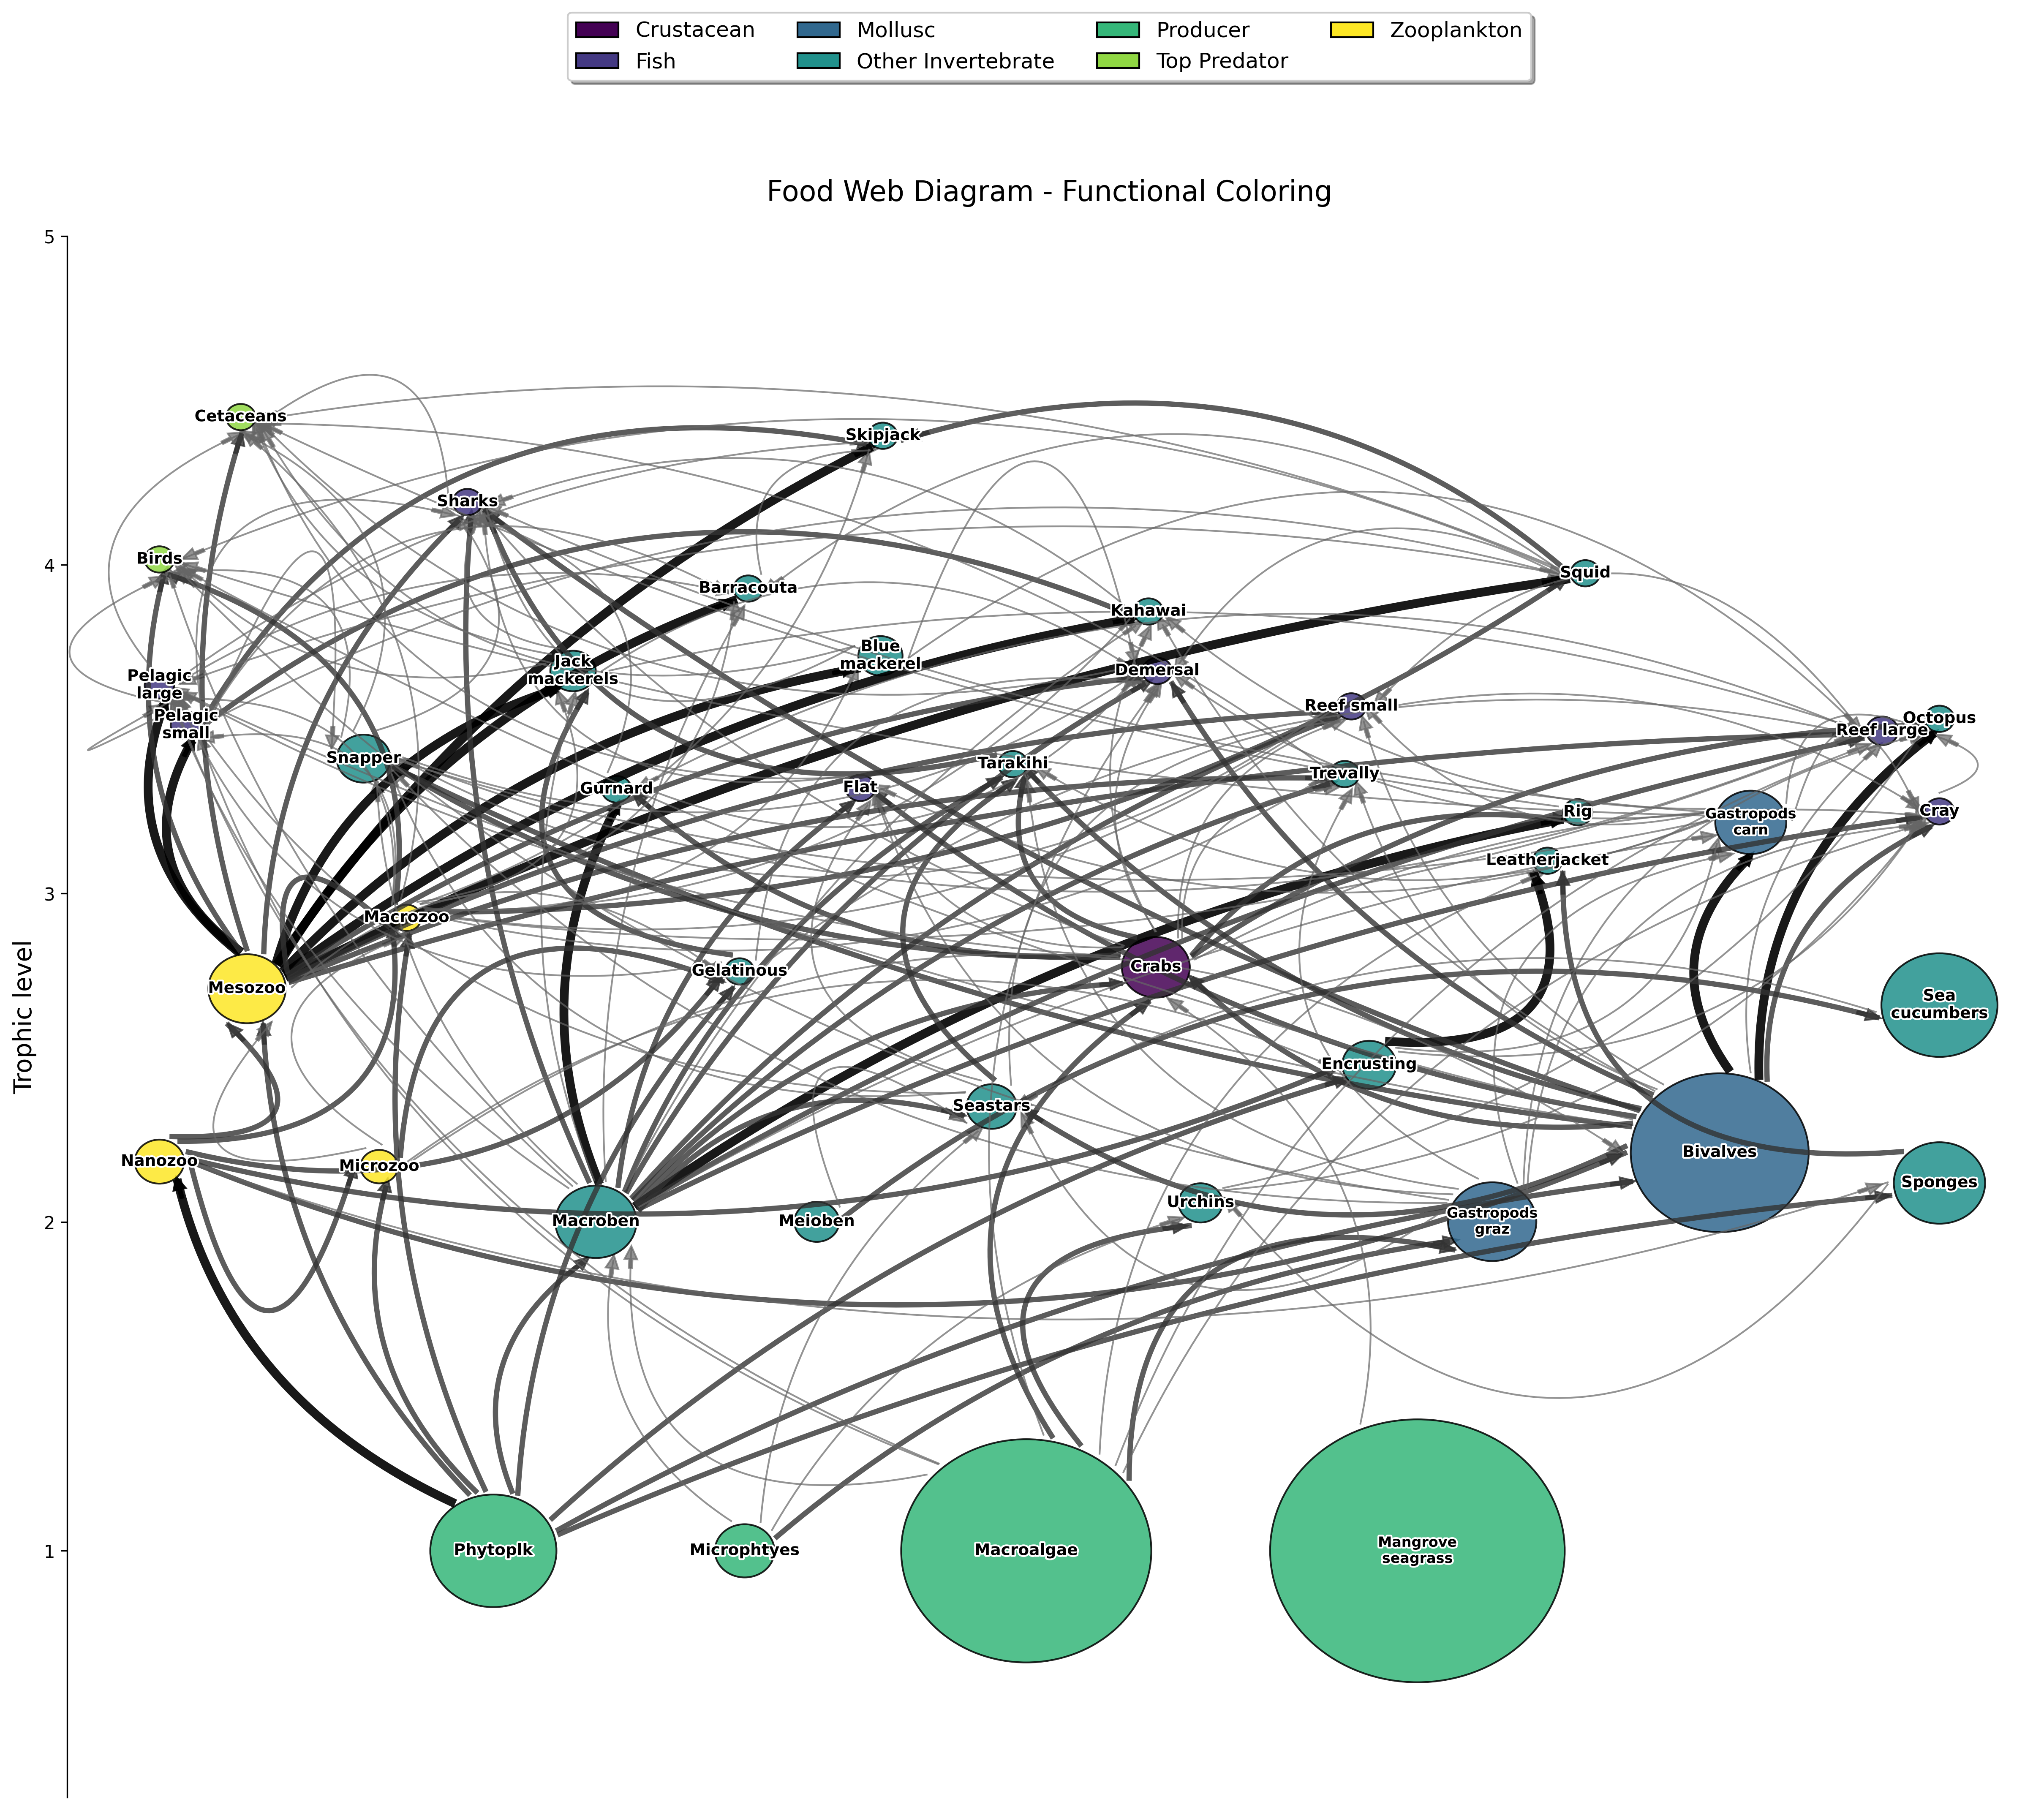 Crustacean
Fish
Mollusc
Other Invertebrate
Producer
Top Predator
Zooplankton
Food Web Diagram - Functional Coloring
Trophic level
5
4
3
2
1
Cetaceans
Skipjack
Sharks
Birds
Barracouta
Squid
Kahawai
Blue
mackerel
Jack
mackerels
Demersal
Pelagic
large
Pelagic
small
Reef small
Octopus
Reef large
Snapper
Tarakihi
Trevally
Gurnard
Flat
Rig
Gastropods
carn
Cray
Leatherjacket
Macrozoo
Mesozoo
Gelatinous
Crabs
Sea
cucumbers
Encrusting
Seastars
Nanozoo
Microzoo
Bivalves
Sponges
Urchins
Macroben
Meioben
Gastropods
graz
Phytoplk
Microphtyes
Macroalgae
Mangrove
seagrass